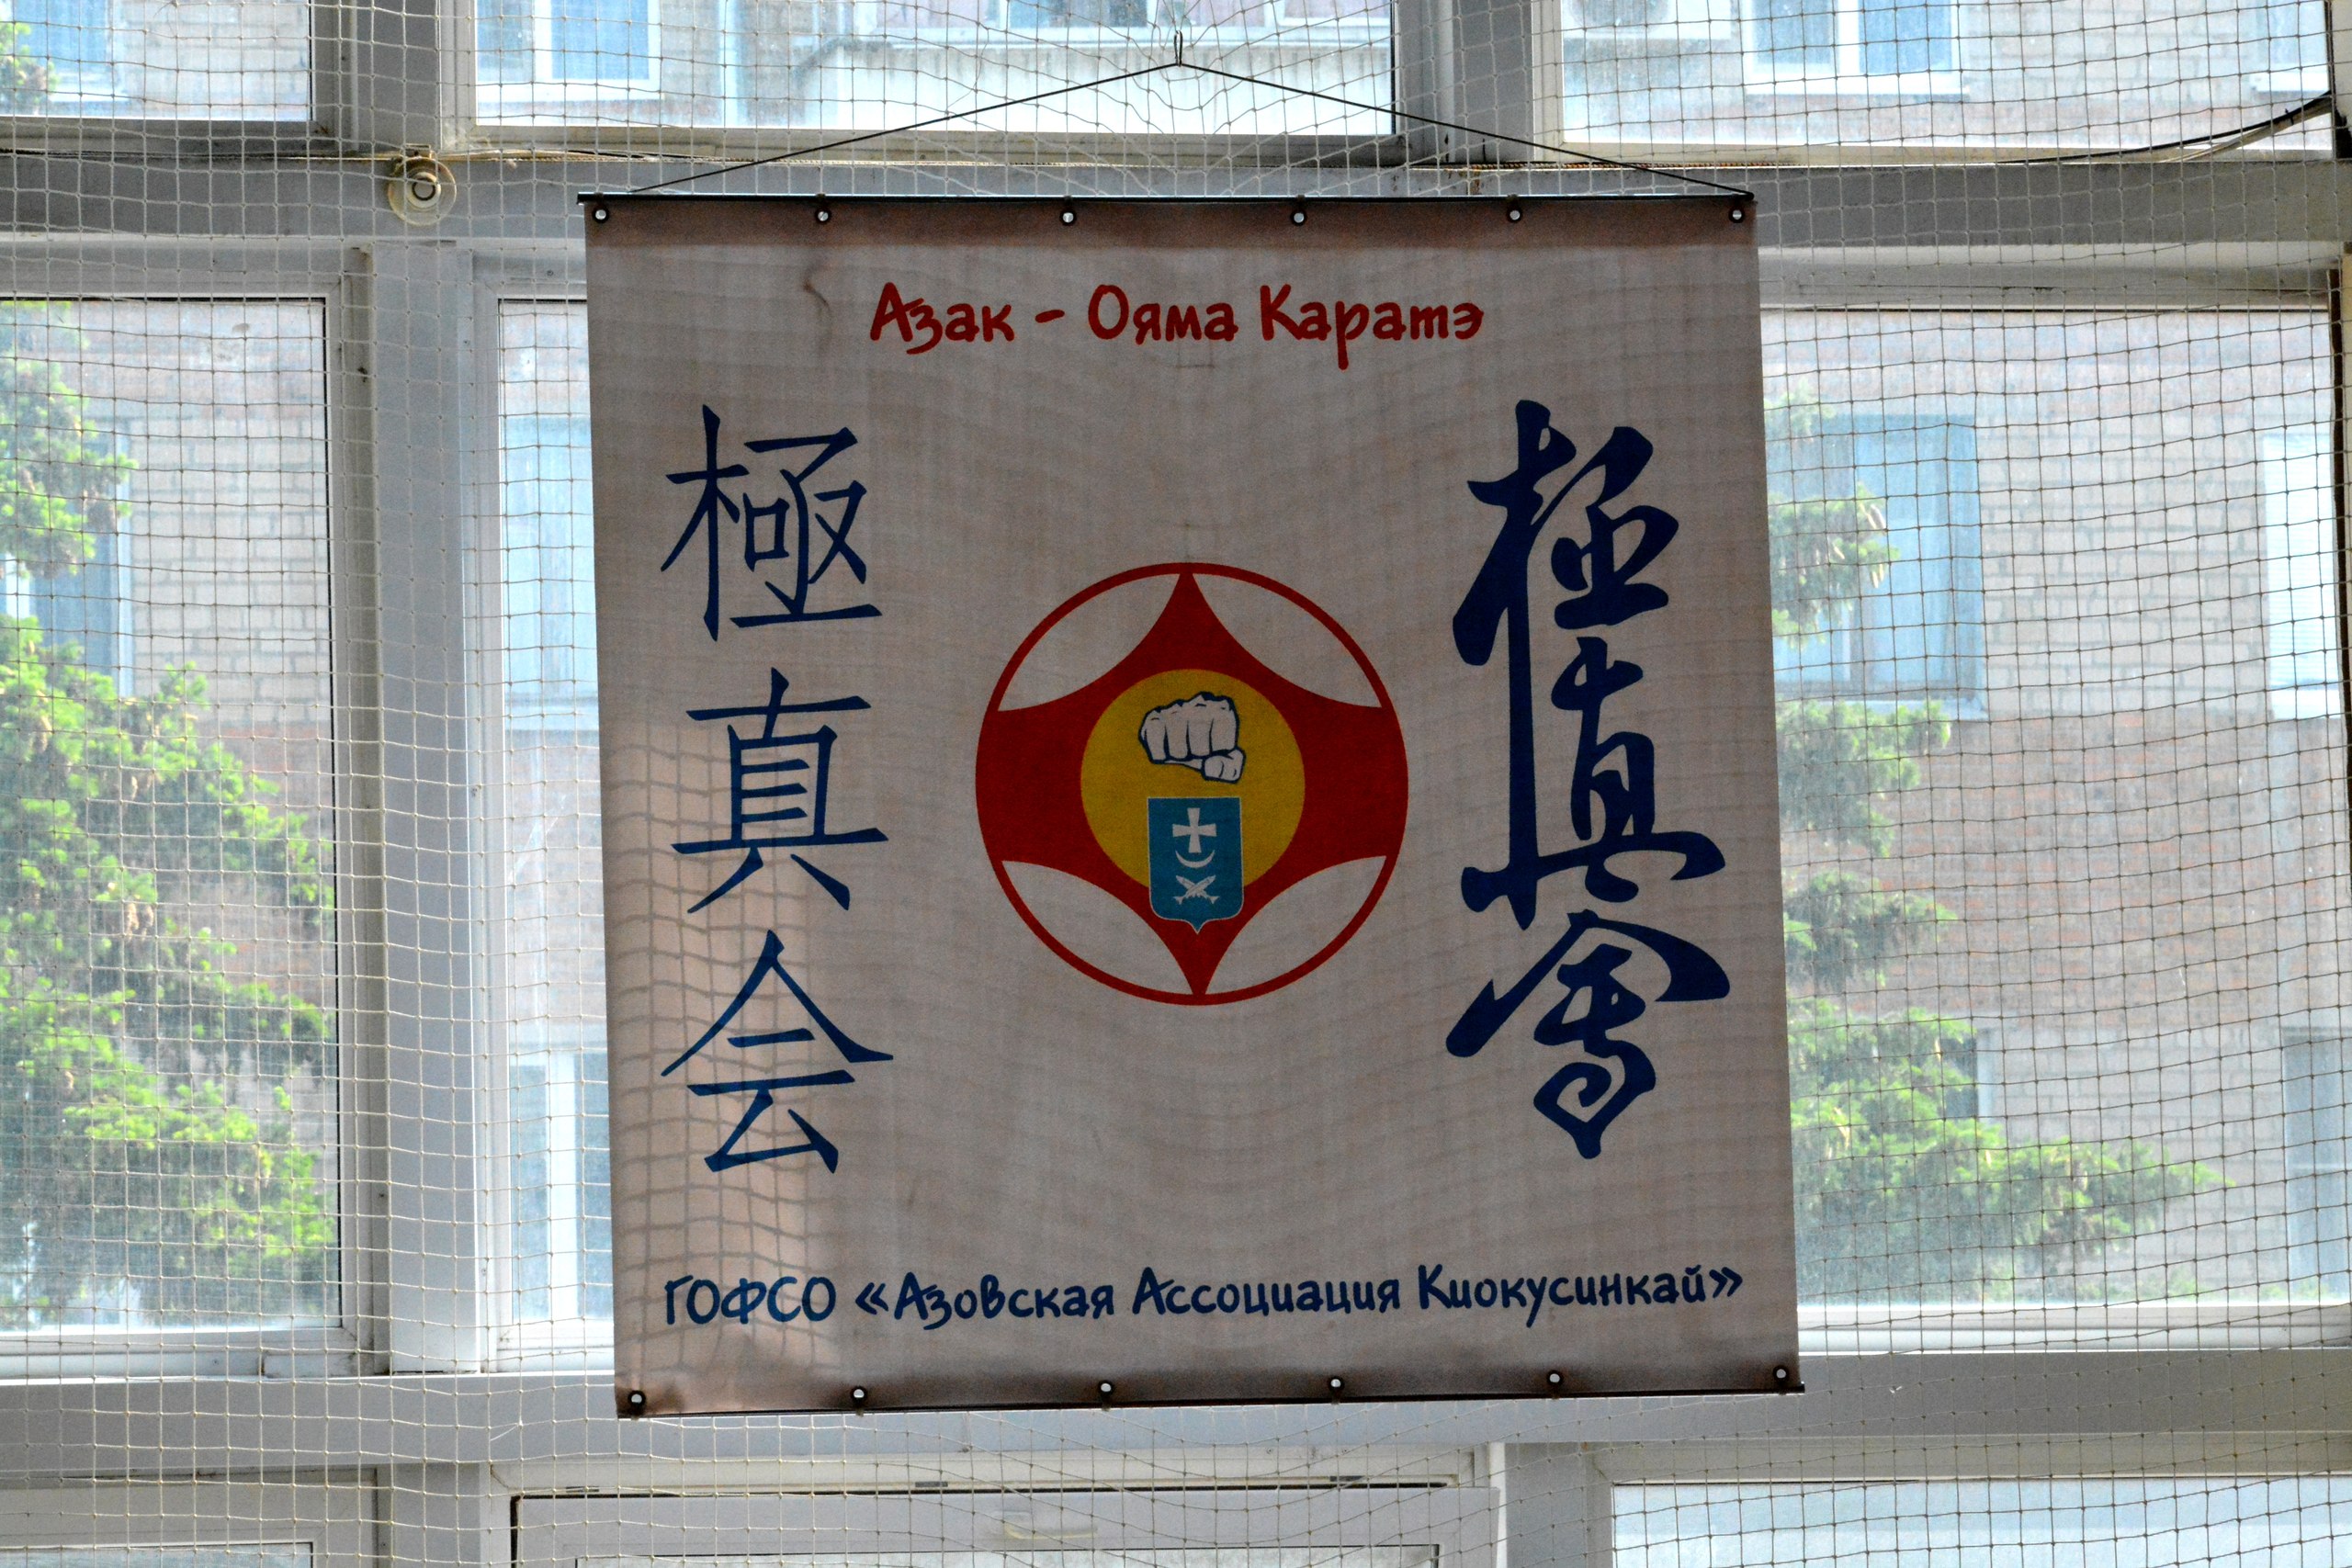 Азак - Ояма Каратэ
極真会
極真會
ГОФСО «Азовская Ассоциация Киокусинкай»